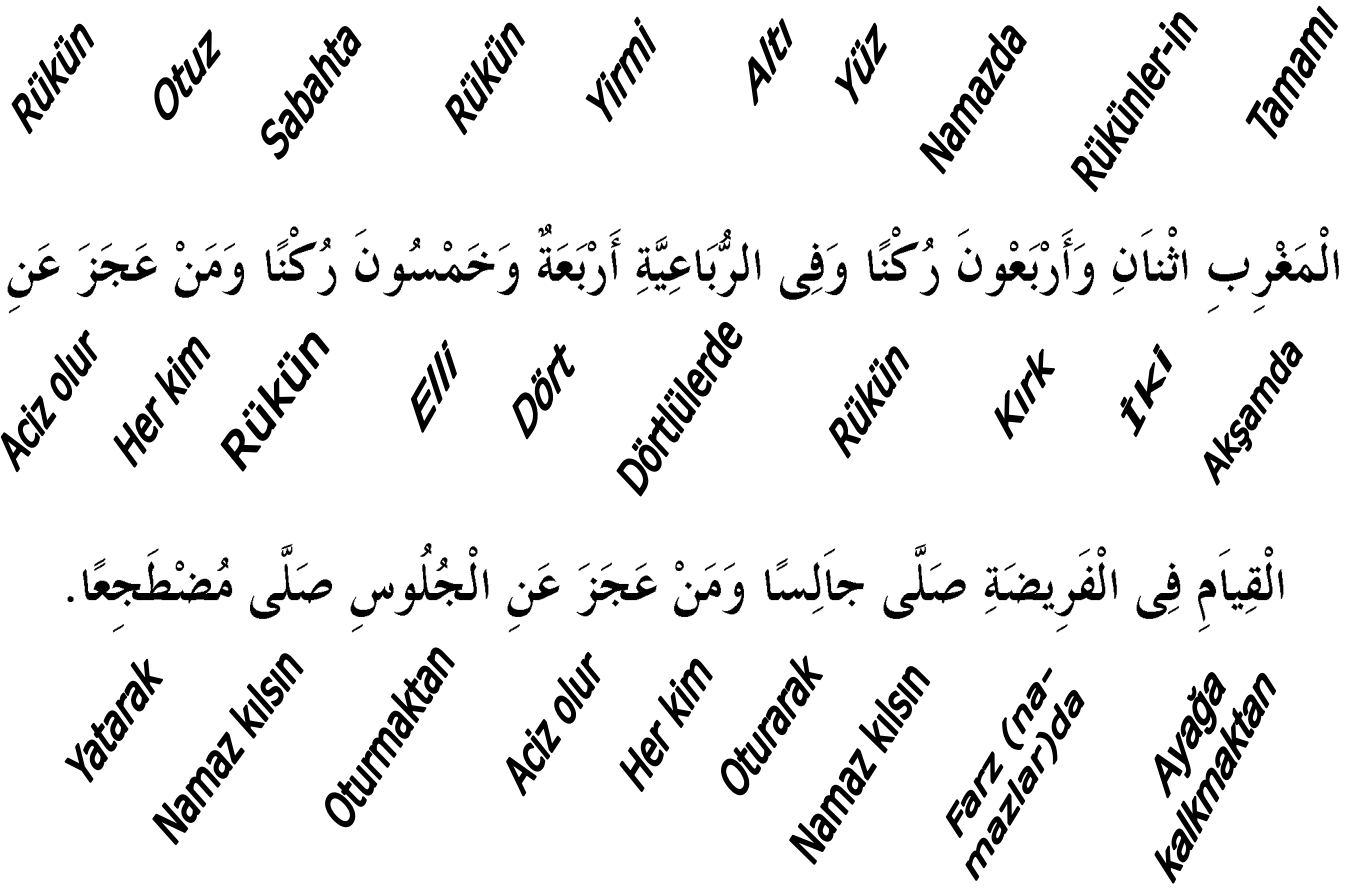 Rükün Otuz Sabahta Rükün Yirmi Altı Yüz Namazda Rükünler-in Tamamı
الْمَغْرِبِ اثْنَانِ وَأَرْبَعْونَ رُكْنًا وَفِى الرُّبَاعِيَّةِ أَرْبَعَةٌ وَخَمْسُونَ رُكْنًا وَمَنْ عَجَزَ عَنِ
Aciz olur Her kim Rükün Elli Dört Dörtlülerde Rükün Kırk İki Akşamda
الْقِيَامِ فِى الْفَرِيضَةِ صَلَّى جَالِسًا وَمَنْ عَجَزَ عَنِ الْجُلُوسِ صَلَّى مُضْطَجِعًا.
Yatarak Namaz kılsın Oturmaktan Aciz olur Her kim Oturarak Namaz kılsın Farz (na-mazlar)da Ayağa kalkmaktan